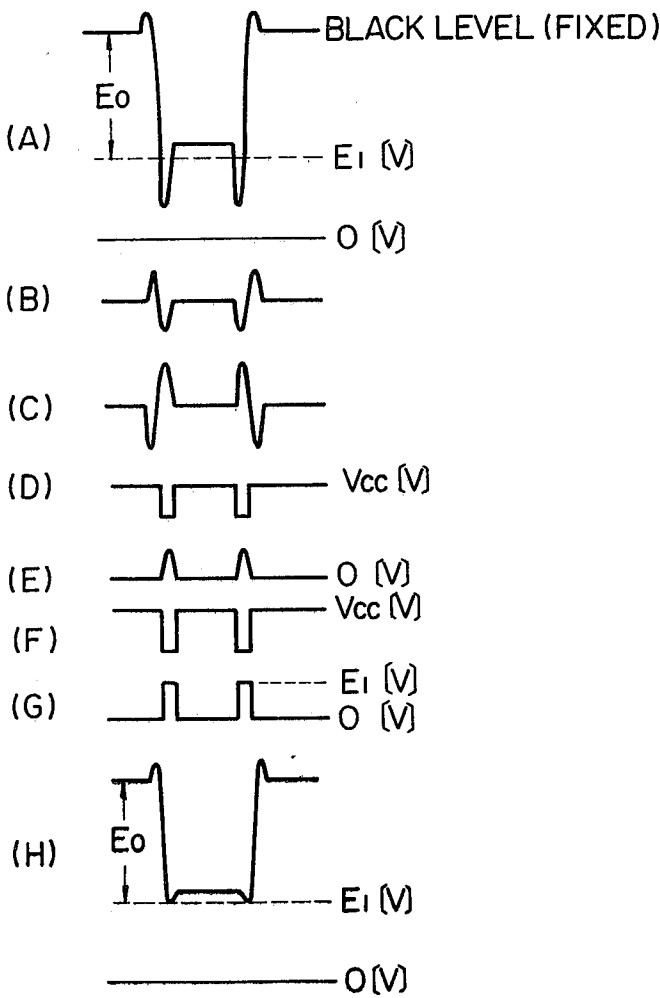 BLACK LEVEL (FIXED)
Eo
(A)
E1 [V]
O [V]
(B)
(C)
(D)
Vcc [V]
(E)
O [V]
Vcc [V]
(F)
E1 [V]
(G)
O [V]
Eo
(H)
E1 [V]
O [V]